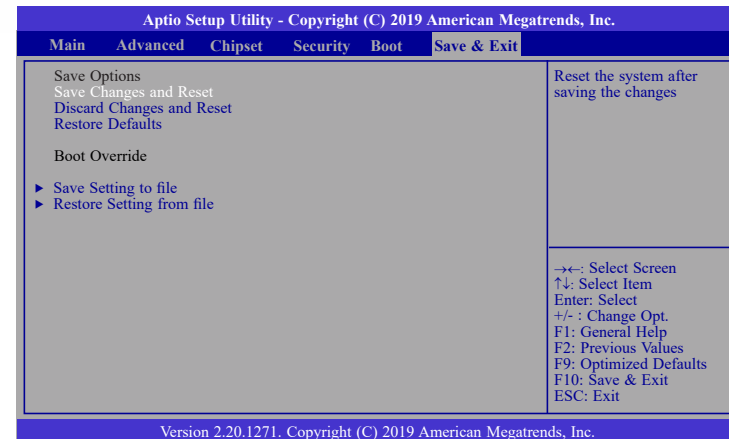 Aptio Setup Utility - Copyright (C) 2019 American Megatrends, Inc.
Main Advanced Chipset Security Boot Save & Exit
Save Options
Save Changes and Reset
Discard Changes and Reset
Restore Defaults
Boot Override
► Save Setting to file
► Restore Setting from file
Reset the system after
saving the changes
→←: Select Screen
↑↓: Select Item
Enter: Select
+/- : Change Opt.
F1: General Help
F2: Previous Values
F9: Optimized Defaults
F10: Save & Exit
ESC: Exit
Version 2.20.1271. Copyright (C) 2019 American Megatrends, Inc.